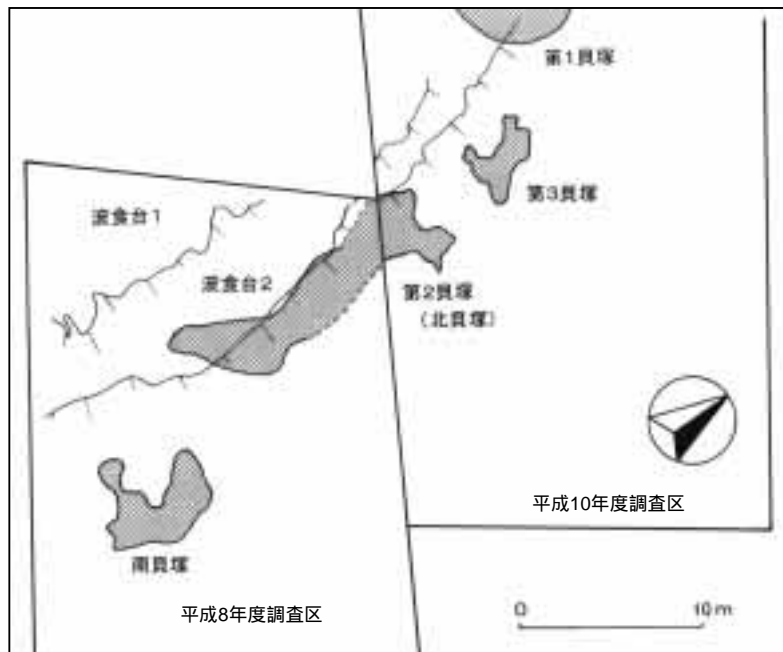 第1貝塚
第3貝塚
波食台1
波食台2
第2貝塚
(北貝塚)
南貝塚
平成10年度調査区
平成8年度調査区
0 10m